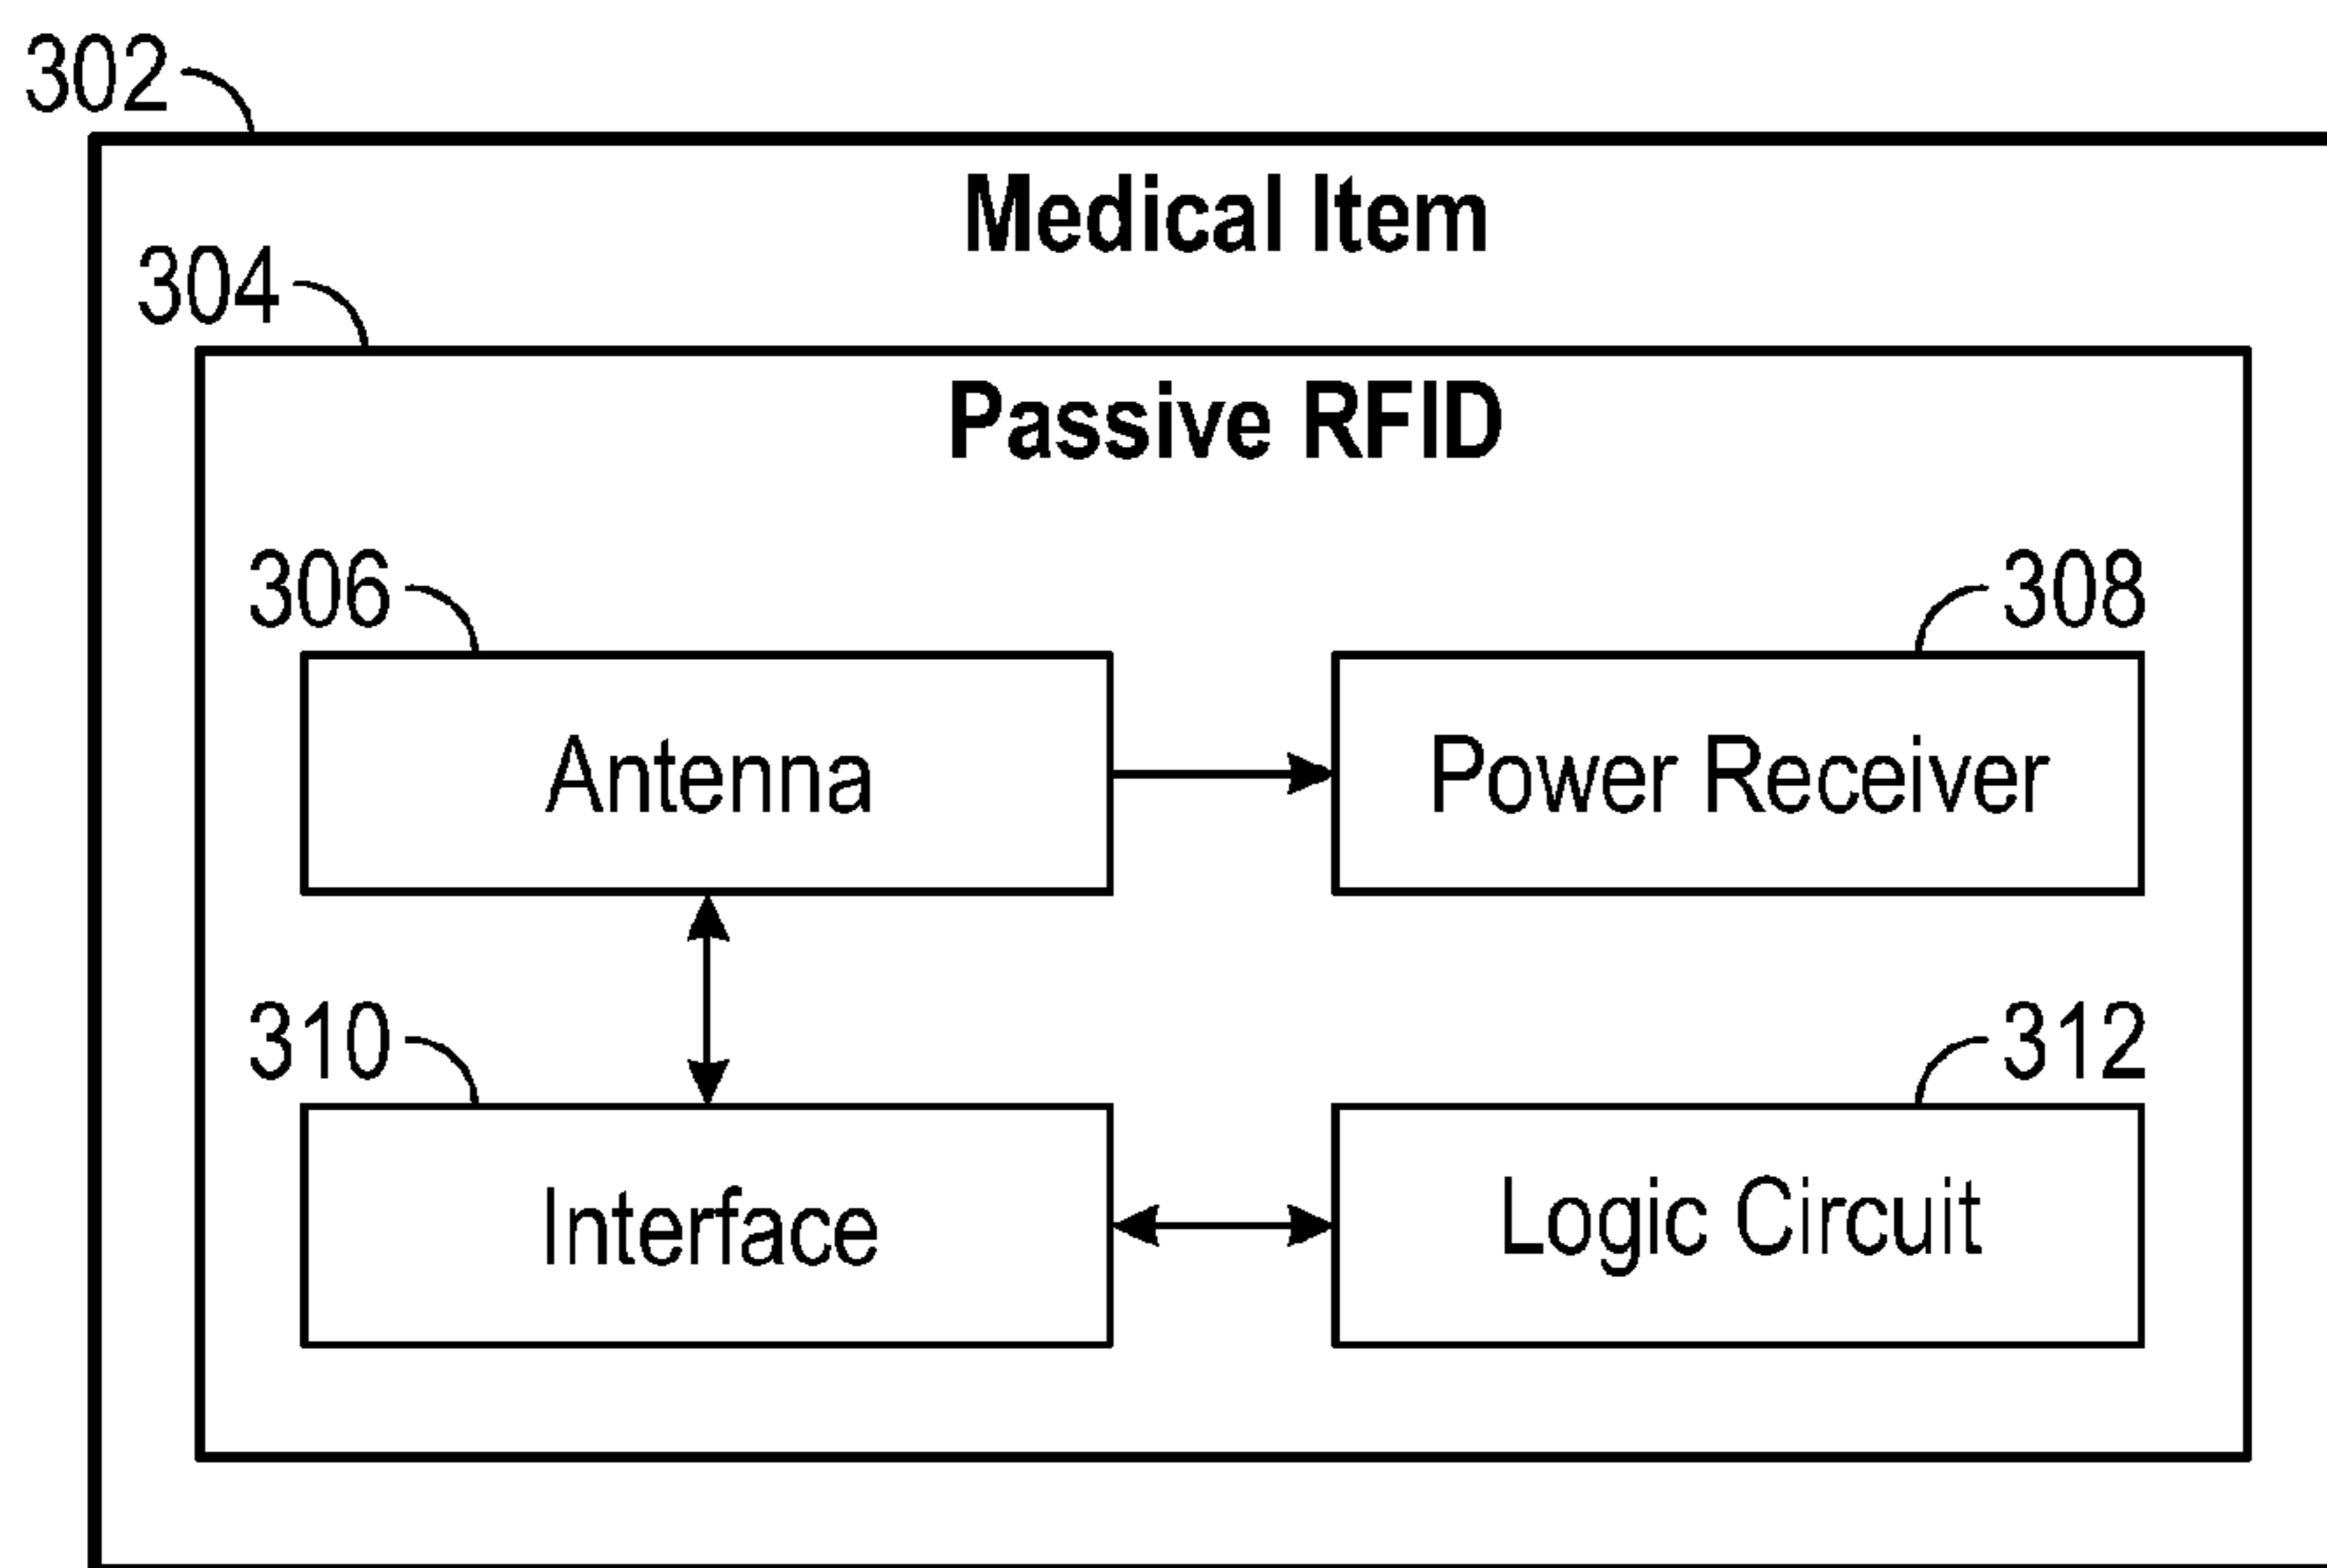 302
Medical Item
304
Passive RFID
306
308
Antenna
Power Receiver
310
312
Interface
Logic Circuit